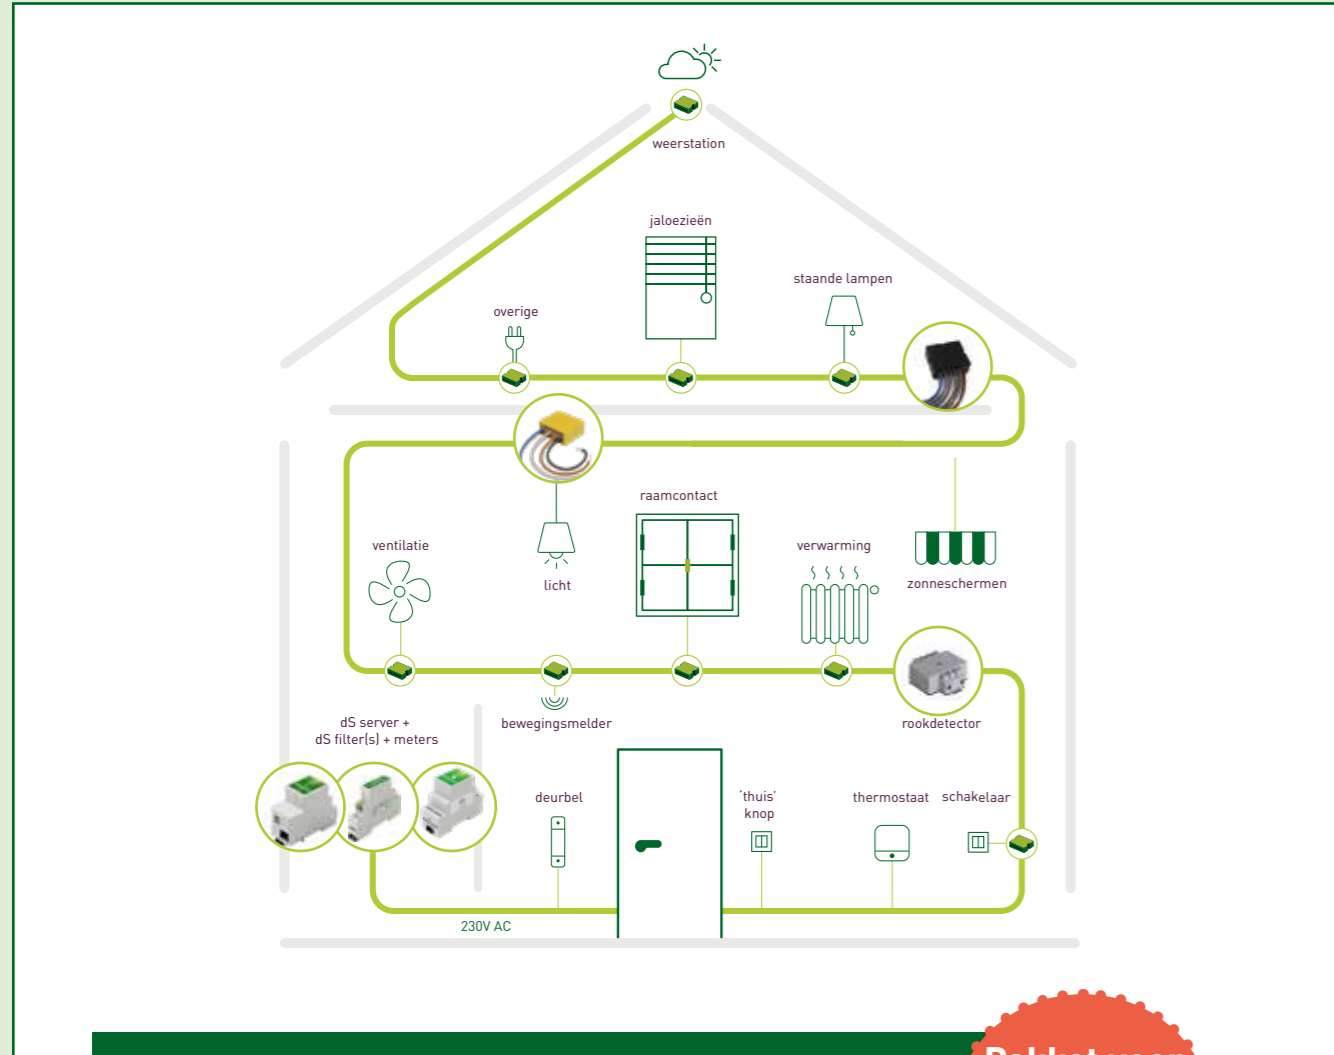 weerstation
jaloezieën
staande lampen
overige
raamcontact
ventilatie
verwarming
licht
zonneschermen
dS server +
dS filter(s) + meters
bewegingsmelder
rookdetector
deurbel
'thuis'
knop
thermostaat
schakelaar
230V AC